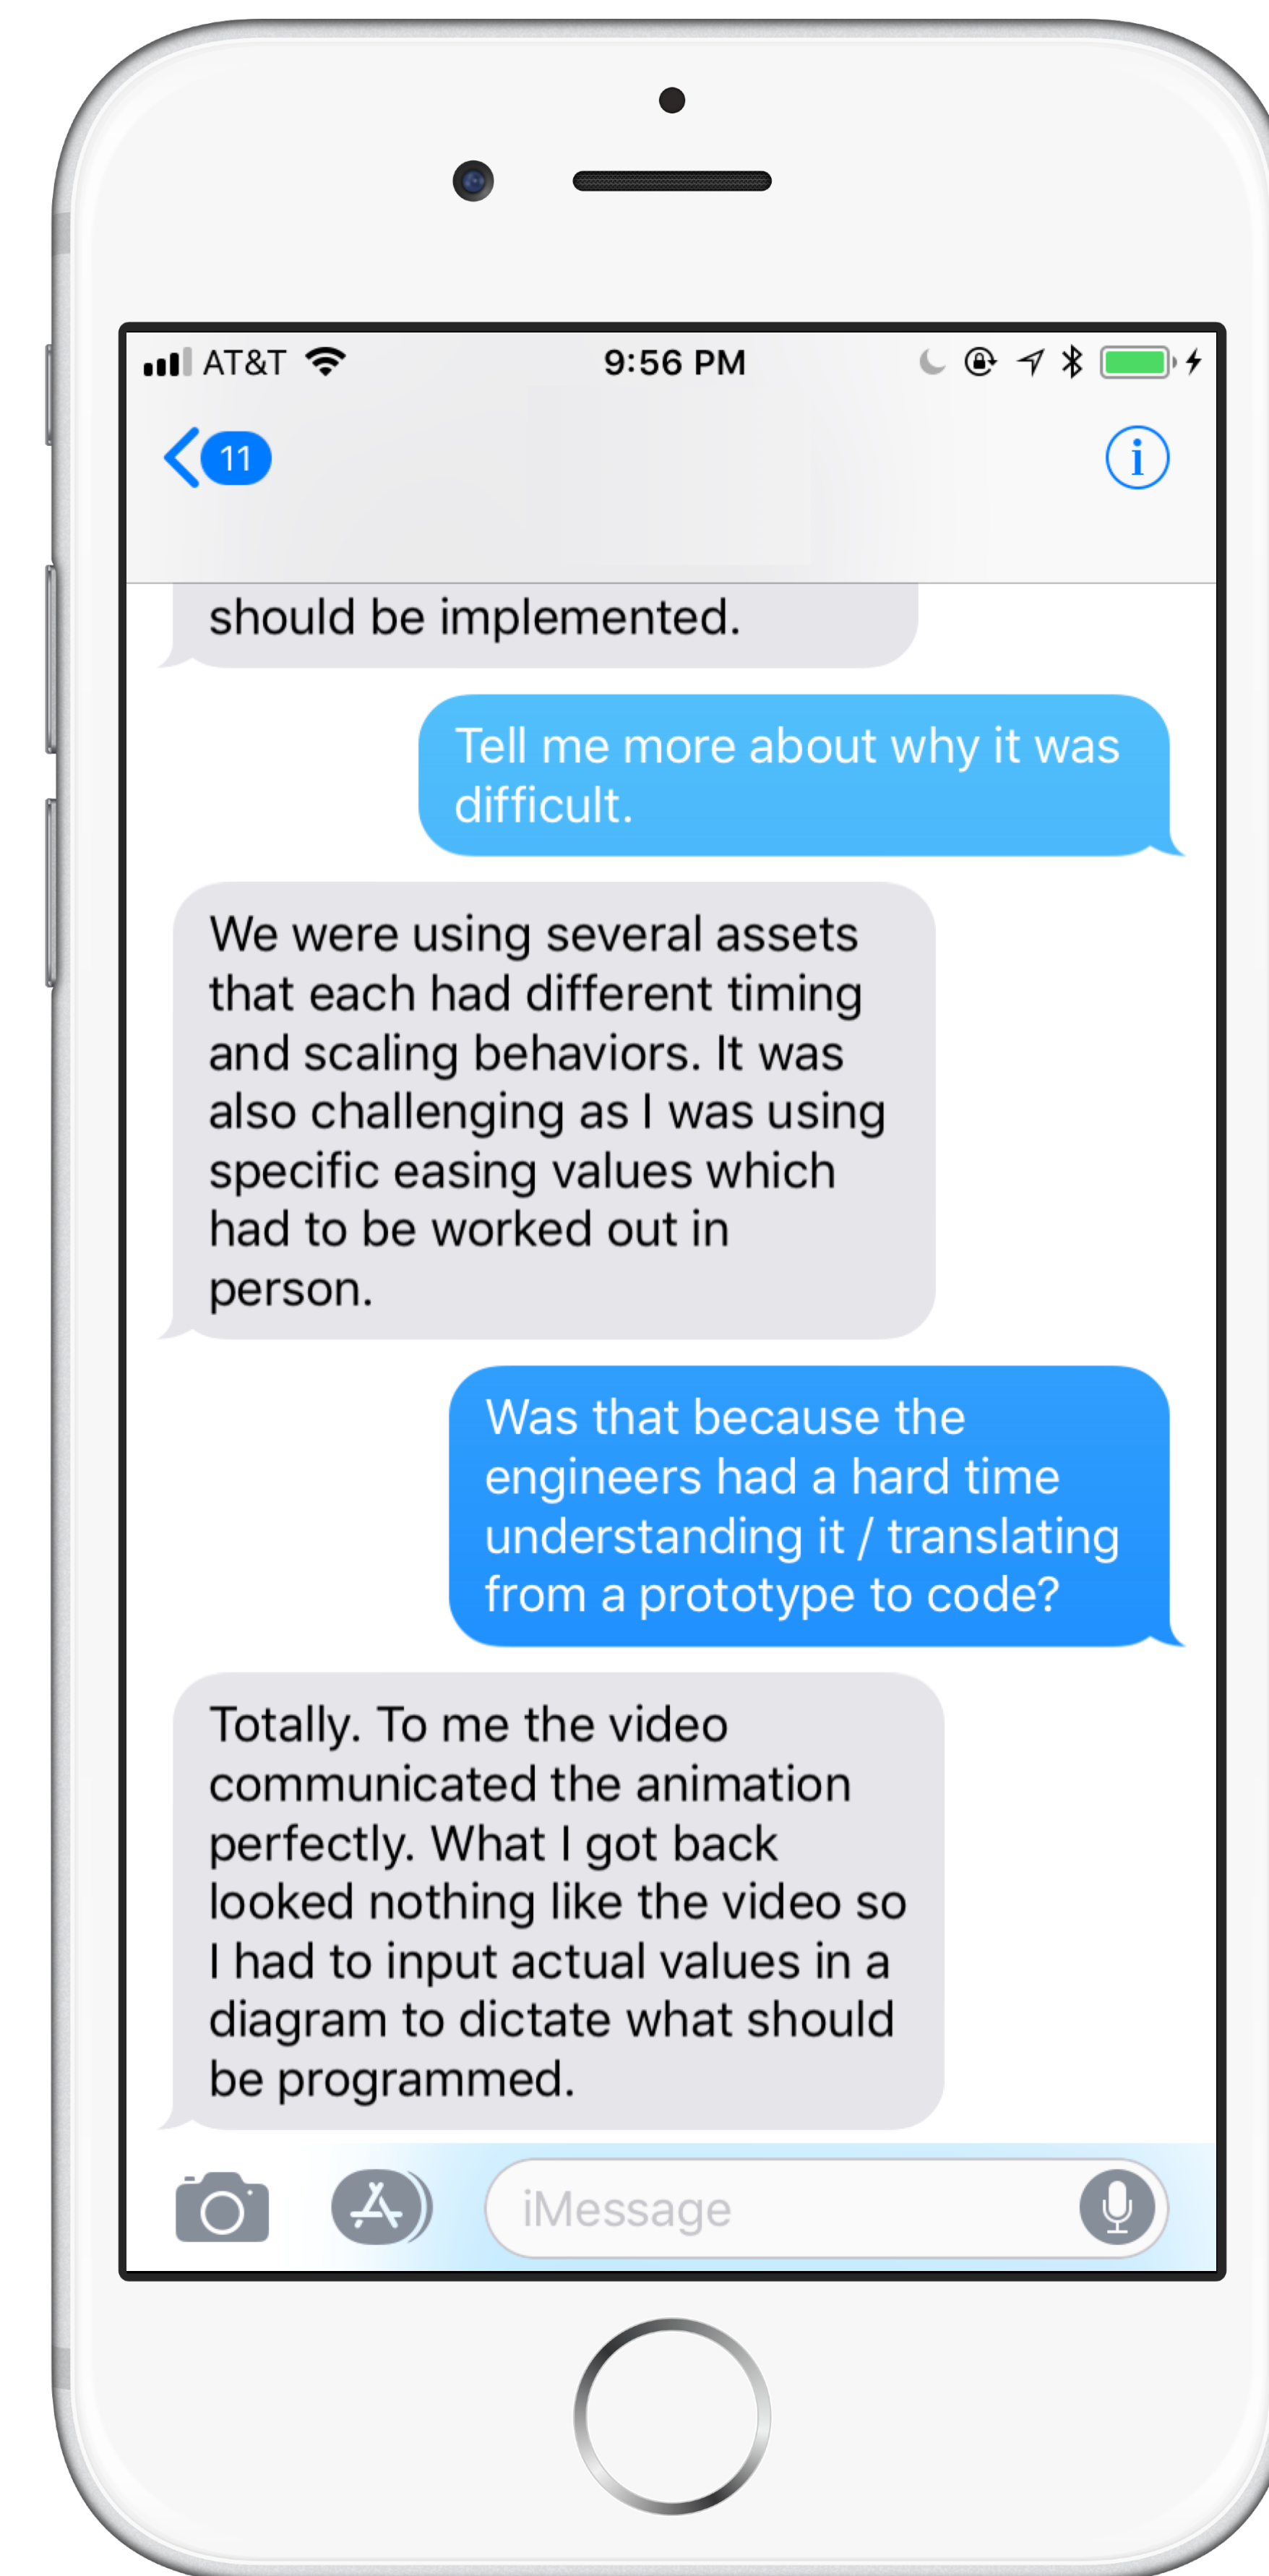 AT&T 9:56 PM
11 i
should be implemented.
Tell me more about why it was
difficult.
We were using several assets
that each had different timing
and scaling behaviors. It was
also challenging as I was using
specific easing values which
had to be worked out in
person.
Was that because the
engineers had a hard time
understanding it / translating
from a prototype to code?
Totally. To me the video
communicated the animation
perfectly. What I got back
looked nothing like the video so
I had to input actual values in a
diagram to dictate what should
be programmed.
iMessage